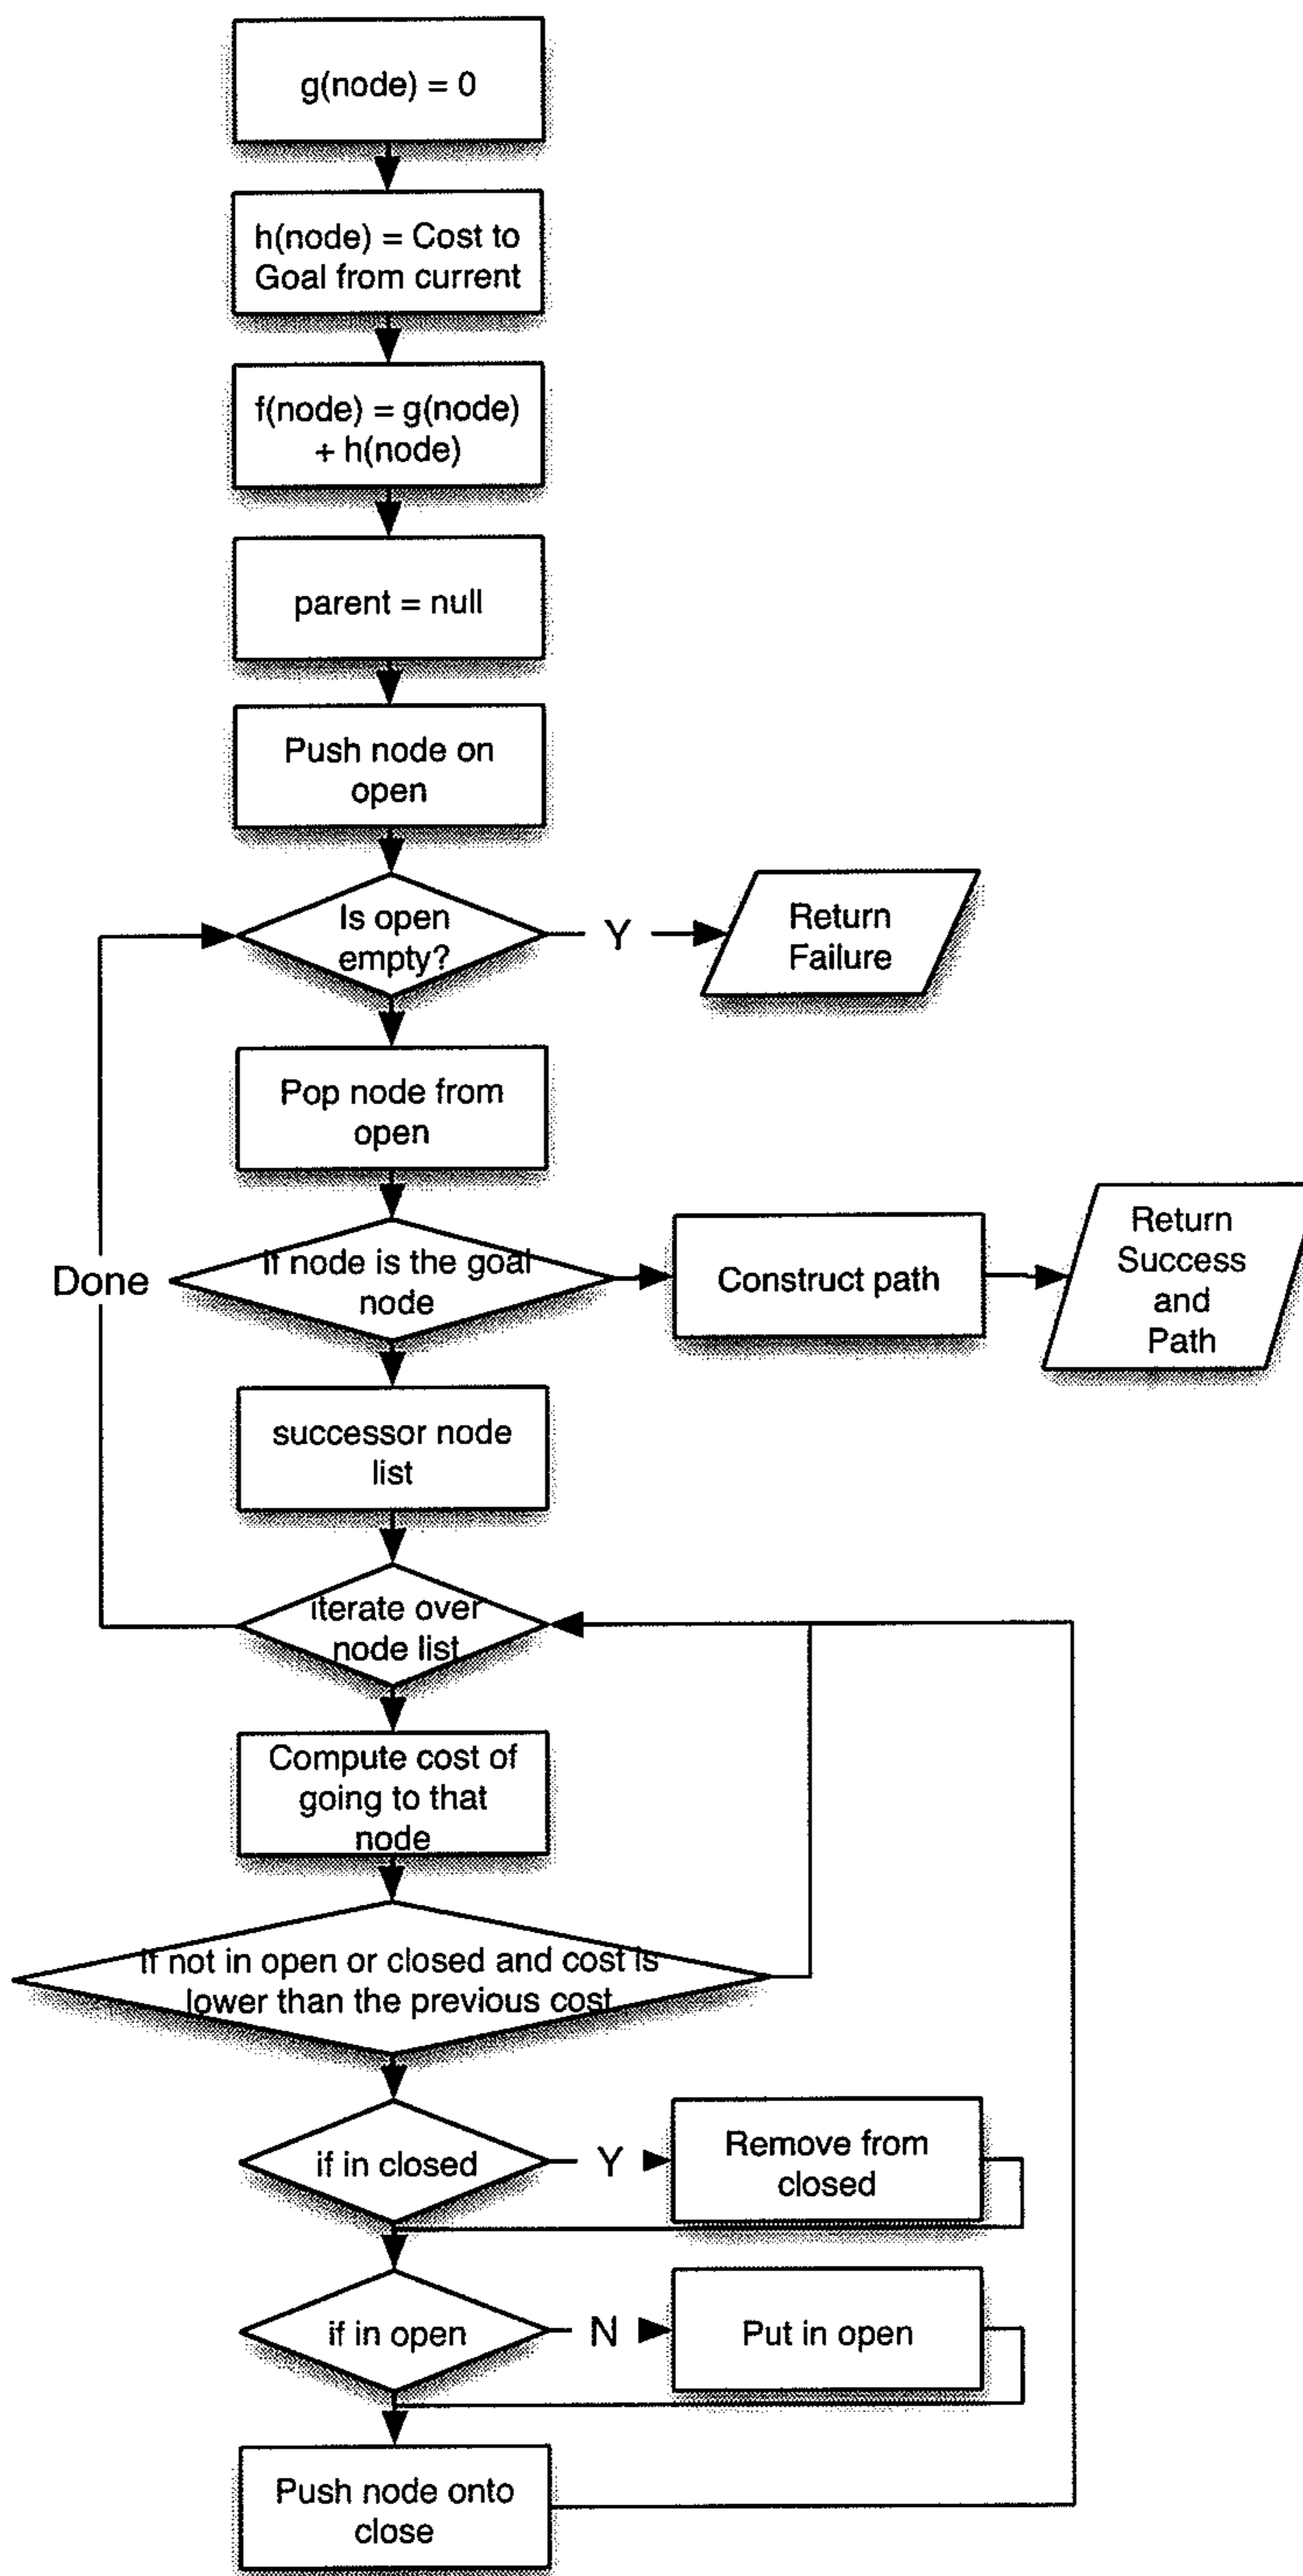 g(node) = 0
h(node) = Cost to
Goal from current
f(node) = g(node)
+ h(node)
parent = null
Push node on
open
Is open
empty?
Y
Return
Failure
Pop node from
open
Done
If node is the goal
node
Construct path
Return
Success
and
Path
successor node
list
iterate over
node list
Compute cost of
going to that
node
if not in open or closed and cost is
lower than the previous cost
if in closed
Y
Remove from
closed
if in open
N
Put in open
Push node onto
close